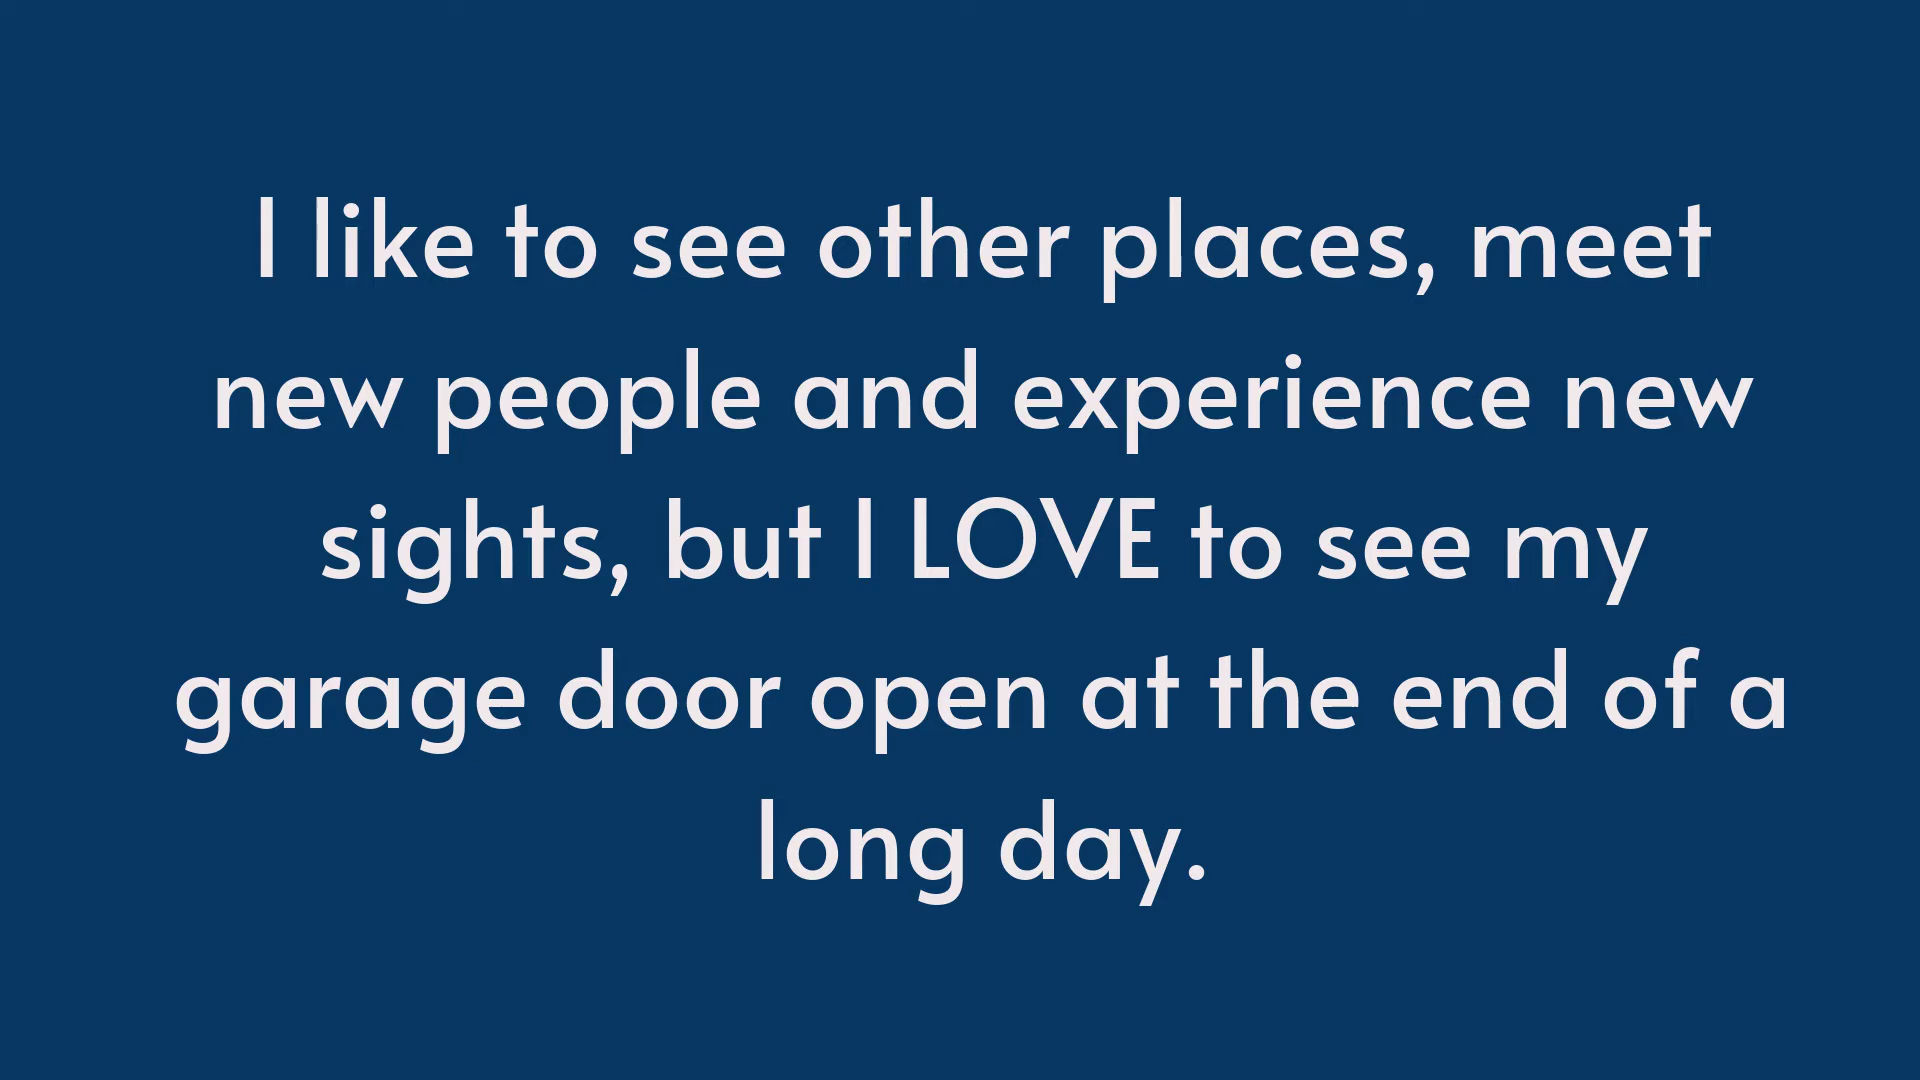 I like to see other places, meet
new people and experience new
sights, but I LOVE to see my
garage door open at the end of a
long day.